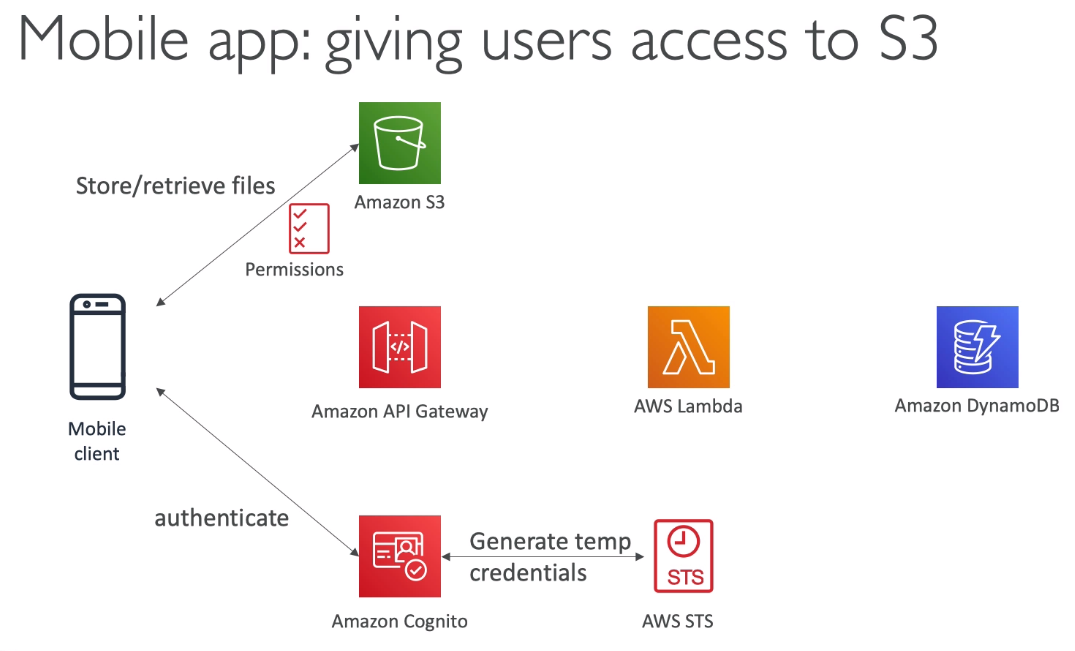 Mobile app: giving users access to S3
Store/retrieve files
Amazon S3
Permissions
Mobile
client
Amazon API Gateway
</>
AWS Lambda
Amazon DynamoDB
authenticate
Generate temp
credentials
STS
Amazon Cognito
AWS STS